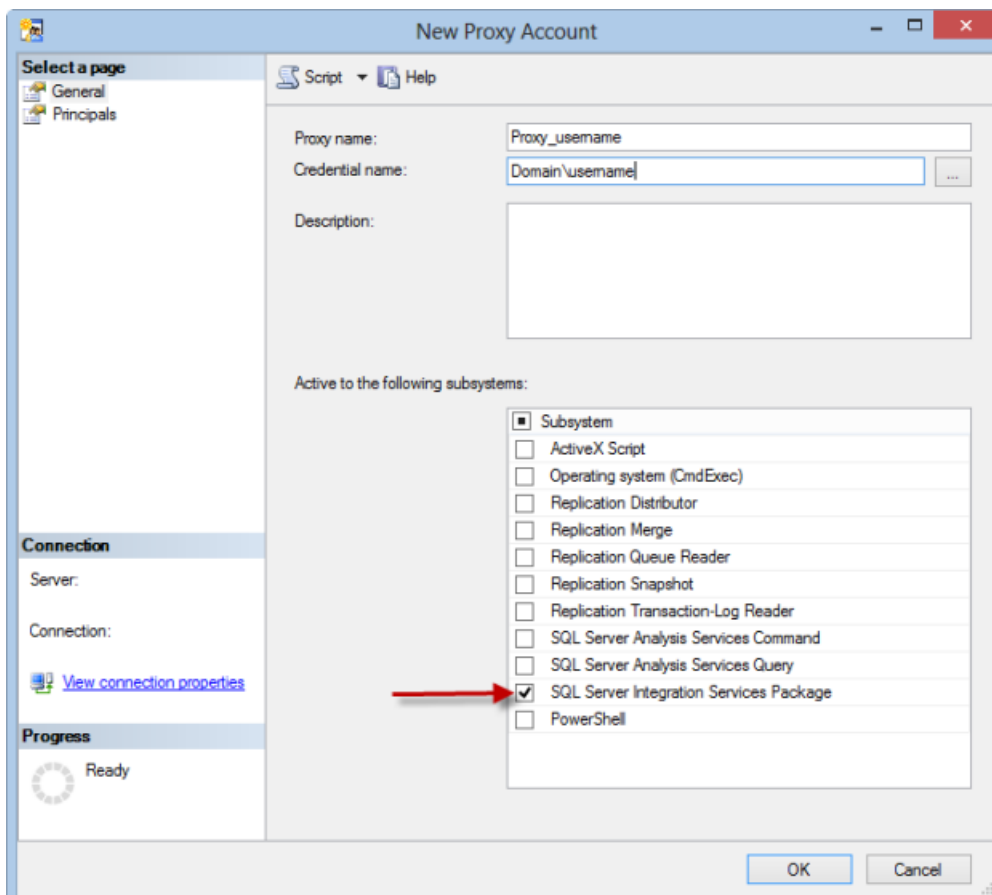 New Proxy Account
Select a page
General
Principals
Script
Help
Proxy name:
Proxy_username
Credential name:
Domain\username
...
Description:
Active to the following subsystems:
Subsystem
ActiveX Script
Operating system (CmdExec)
Replication Distributor
Replication Merge
Replication Queue Reader
Replication Snapshot
Replication Transaction-Log Reader
SQL Server Analysis Services Command
SQL Server Analysis Services Query
SQL Server Integration Services Package
PowerShell
Connection
Server:
Connection:
View connection properties
Progress
Ready
OK
Cancel